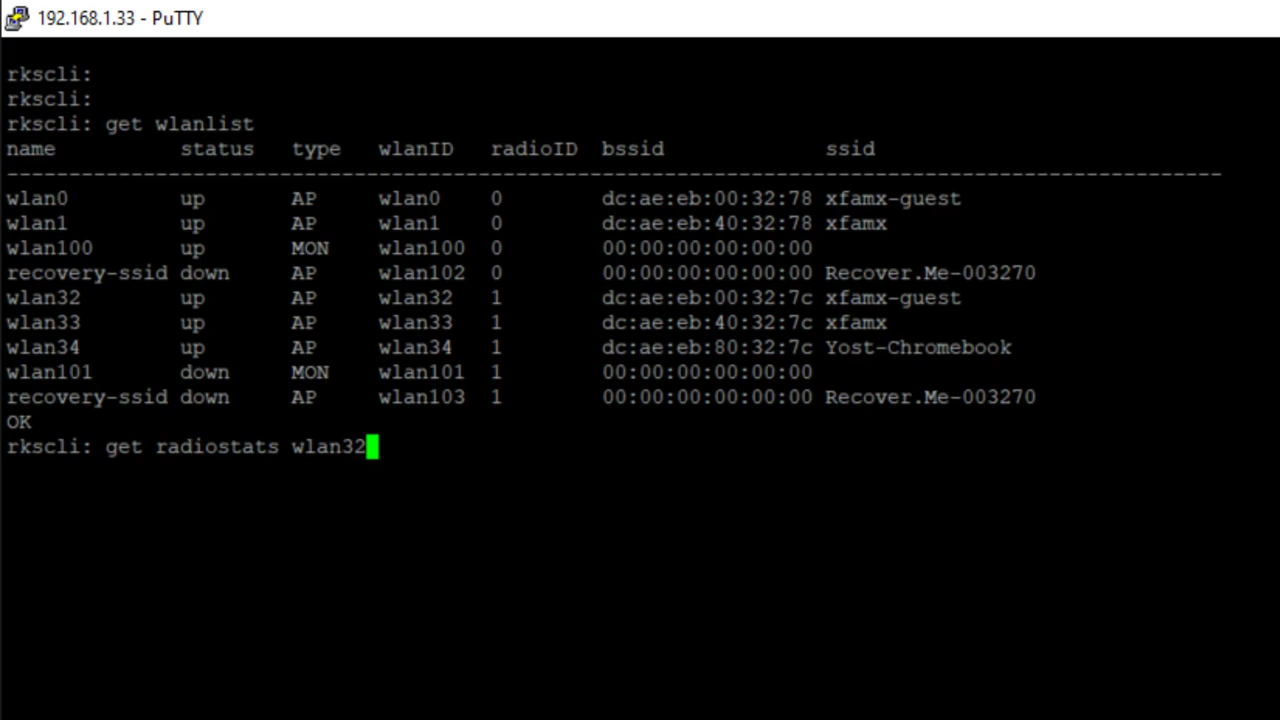 192.168.1.33 - PuTTY
rkscli:
rkscli:
rkscli: get wlanlist
name status type wlanID radioID bssid ssid
--------------------------------------------------------------------------------------------------
wlan0 up AP wlan0 0 dc:ae:eb:00:32:78 xfamx-guest
wlan1 up AP wlan1 0 dc:ae:eb:40:32:78 xfamx
wlan100 up MON wlan100 0 00:00:00:00:00:00
recovery-ssid down AP wlan102 0 00:00:00:00:00:00 Recover.Me-003270
wlan32 up AP wlan32 1 dc:ae:eb:00:32:7c xfamx-guest
wlan33 up AP wlan33 1 dc:ae:eb:40:32:7c xfamx
wlan34 up AP wlan34 1 dc:ae:eb:80:32:7c Yost-Chromebook
wlan101 down MON wlan101 1 00:00:00:00:00:00
recovery-ssid down AP wlan103 1 00:00:00:00:00:00 Recover.Me-003270
OK
rkscli: get radiostats wlan32